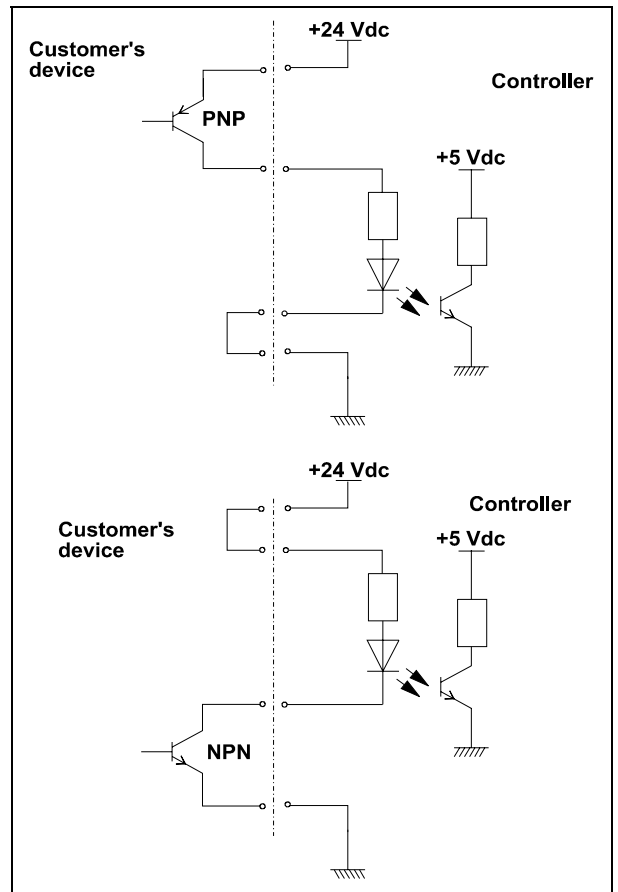 +24 Vdc
Customer's
device
Controller
PNP
+5 Vdc
+24 Vdc
Controller
Customer's
device
+5 Vdc
NPN